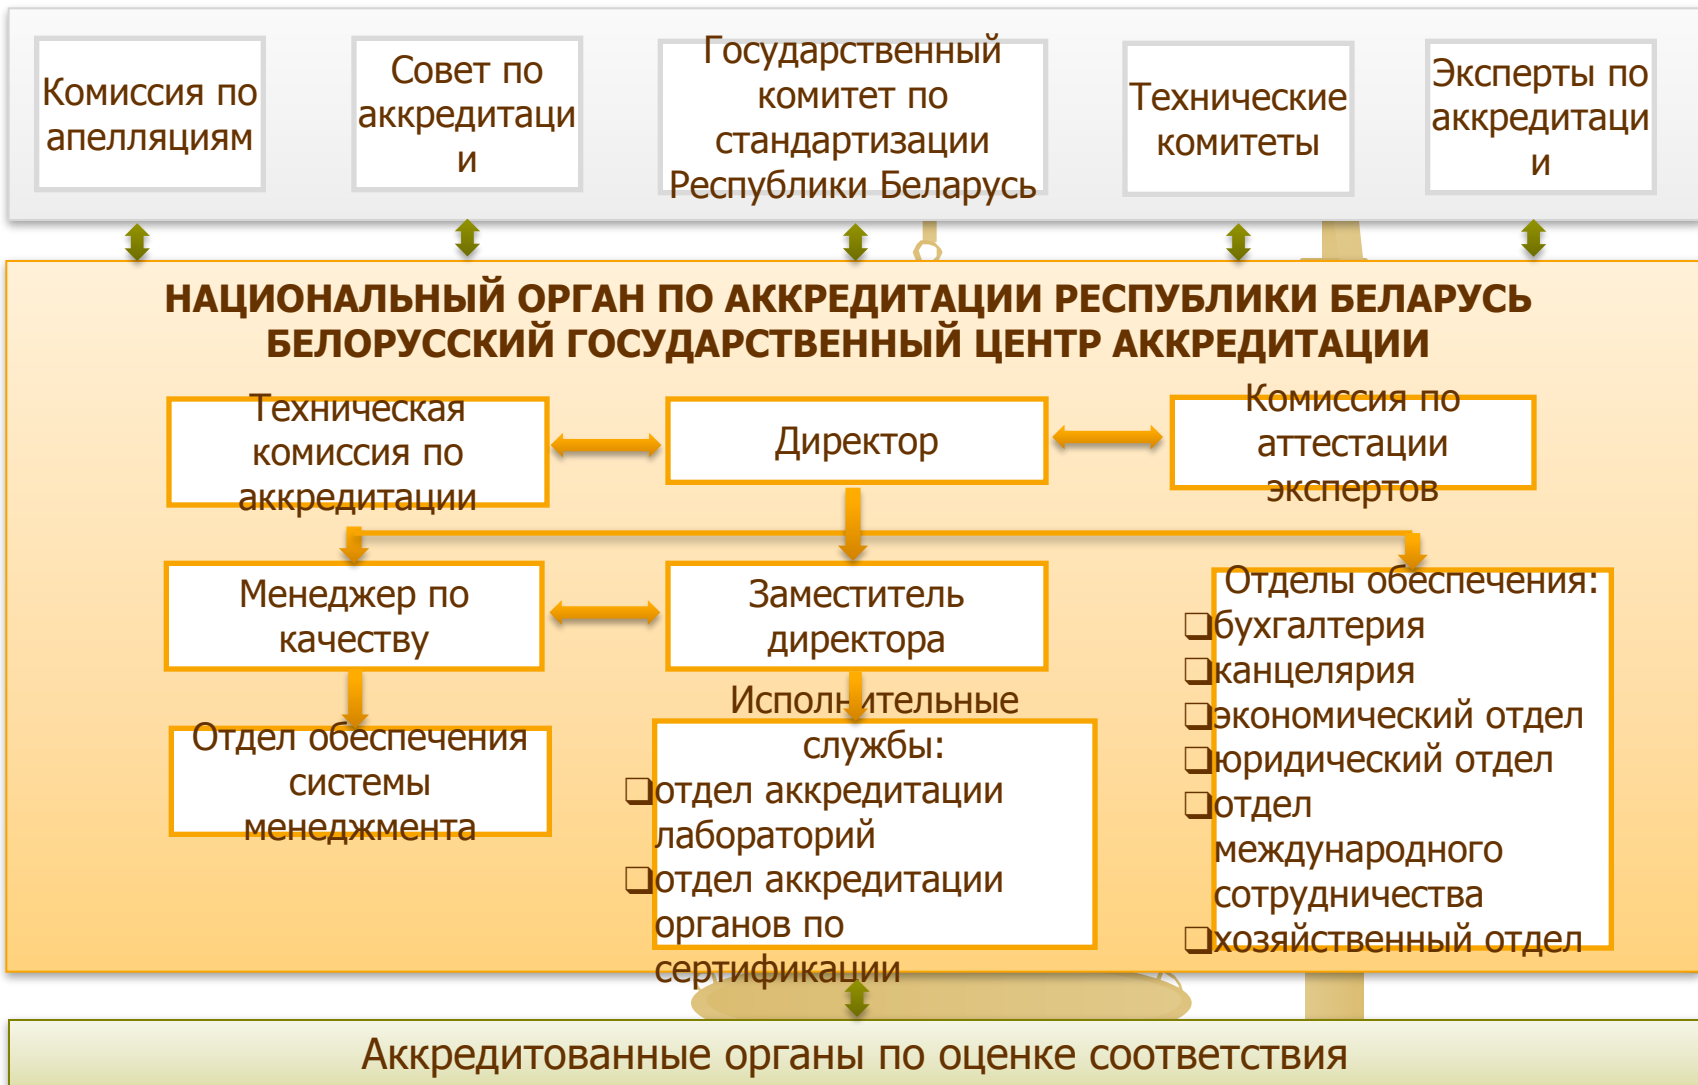 Комиссия по
апелляциям
Совет по
аккредитаци
и
Государственный
комитет по
стандартизации
Республики Беларусь
Технические
комитеты
Эксперты по
аккредитаци
и
НАЦИОНАЛЬНЫЙ ОРГАН ПО АККРЕДИТАЦИИ РЕСПУБЛИКИ БЕЛАРУСЬ
БЕЛОРУССКИЙ ГОСУДАРСТВЕННЫЙ ЦЕНТР АККРЕДИТАЦИИ
Техническая
комиссия по
аккредитации
Директор
Комиссия по
аттестации
экспертов
Менеджер по
качеству
Заместитель
директора
Отделы обеспечения:
❑бухгалтерия
❑канцелярия
❑экономический отдел
❑юридический отдел
❑отдел
международного
сотрудничества
❑хозяйственный отдел
Отдел обеспечения
системы
менеджмента
Исполнительные
службы:
❑отдел аккредитации
лабораторий
❑отдел аккредитации
органов по
сертификации
Аккредитованные органы по оценке соответствия